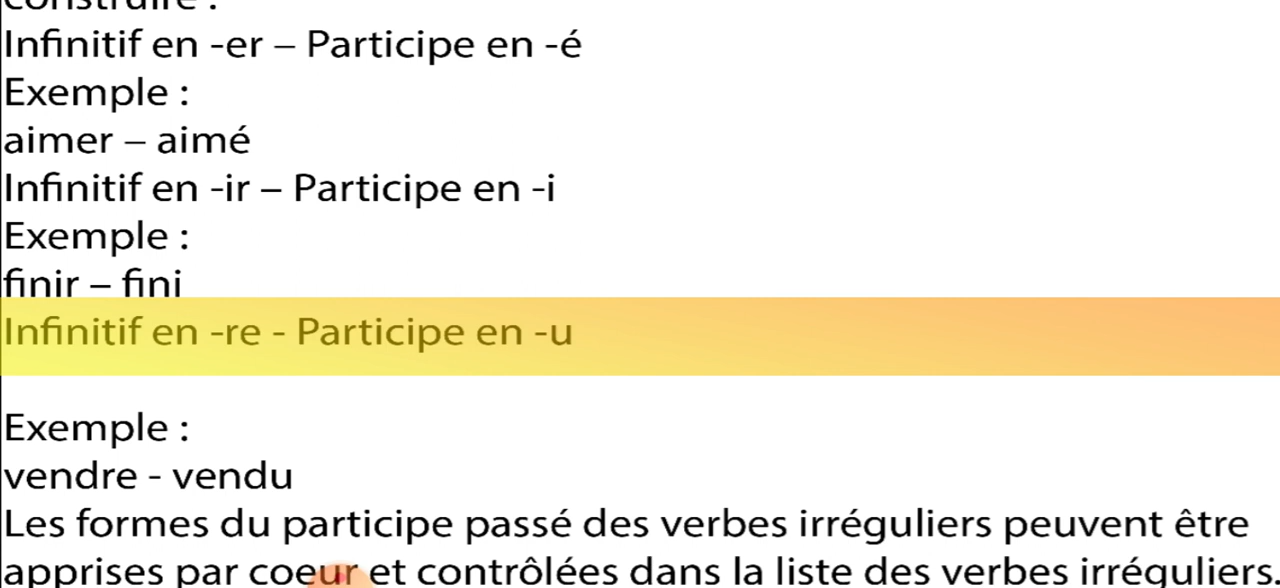 construire :
Infinitif en -er – Participe en -é
Exemple :
aimer – aimé
Infinitif en -ir – Participe en -i
Exemple :
finir – fini
Infinitif en -re - Participe en -u
Exemple :
vendre - vendu
Les formes du participe passé des verbes irréguliers peuvent être
apprises par coeur et contrôlées dans la liste des verbes irréguliers.